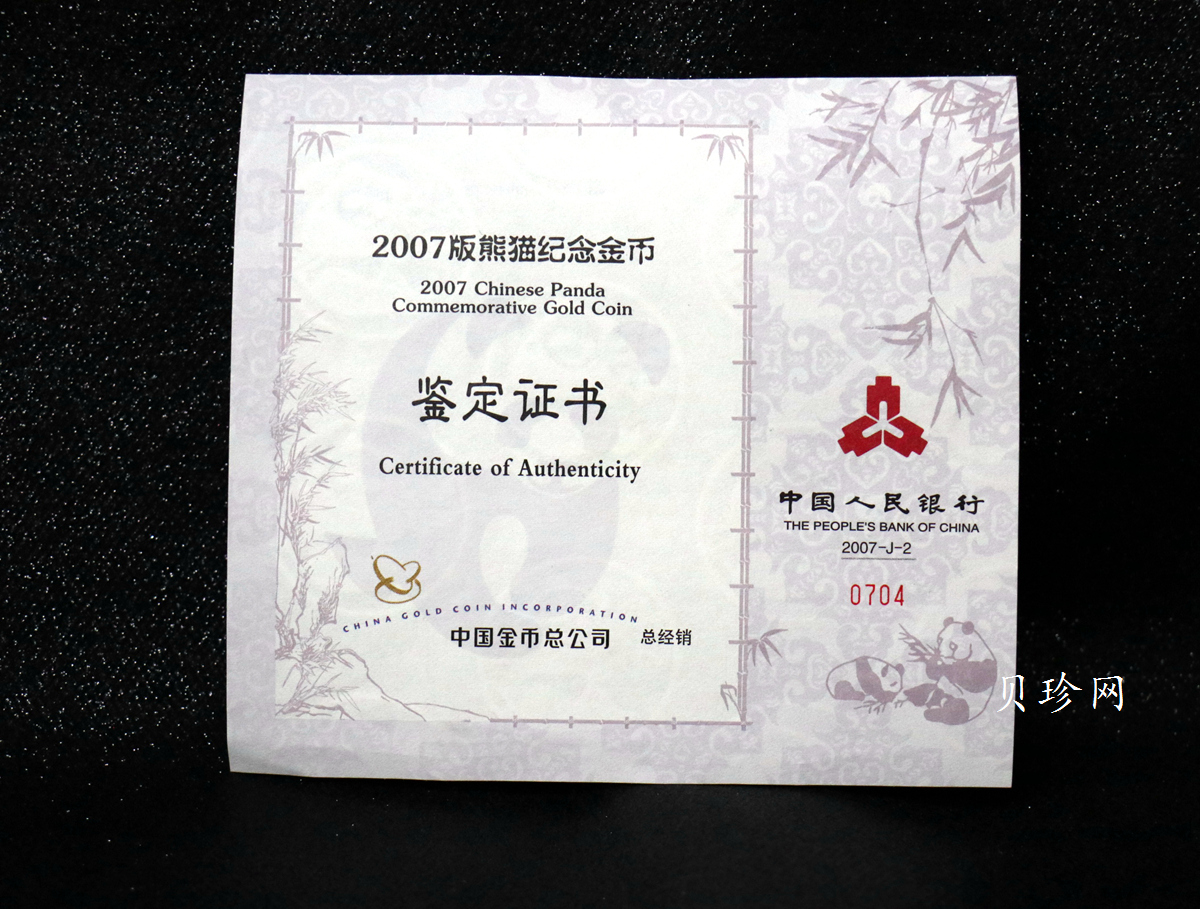 2007版熊猫纪念金币
2007 Chinese Panda
Commemorative Gold Coin
鉴定证书
Certificate of Authenticity
CHINA GOLD COIN INCORPORATION
中国金币总公司 总经销
中国人民银行
THE PEOPLE'S BANK OF CHINA
2007-J-2
0704
贝珍网